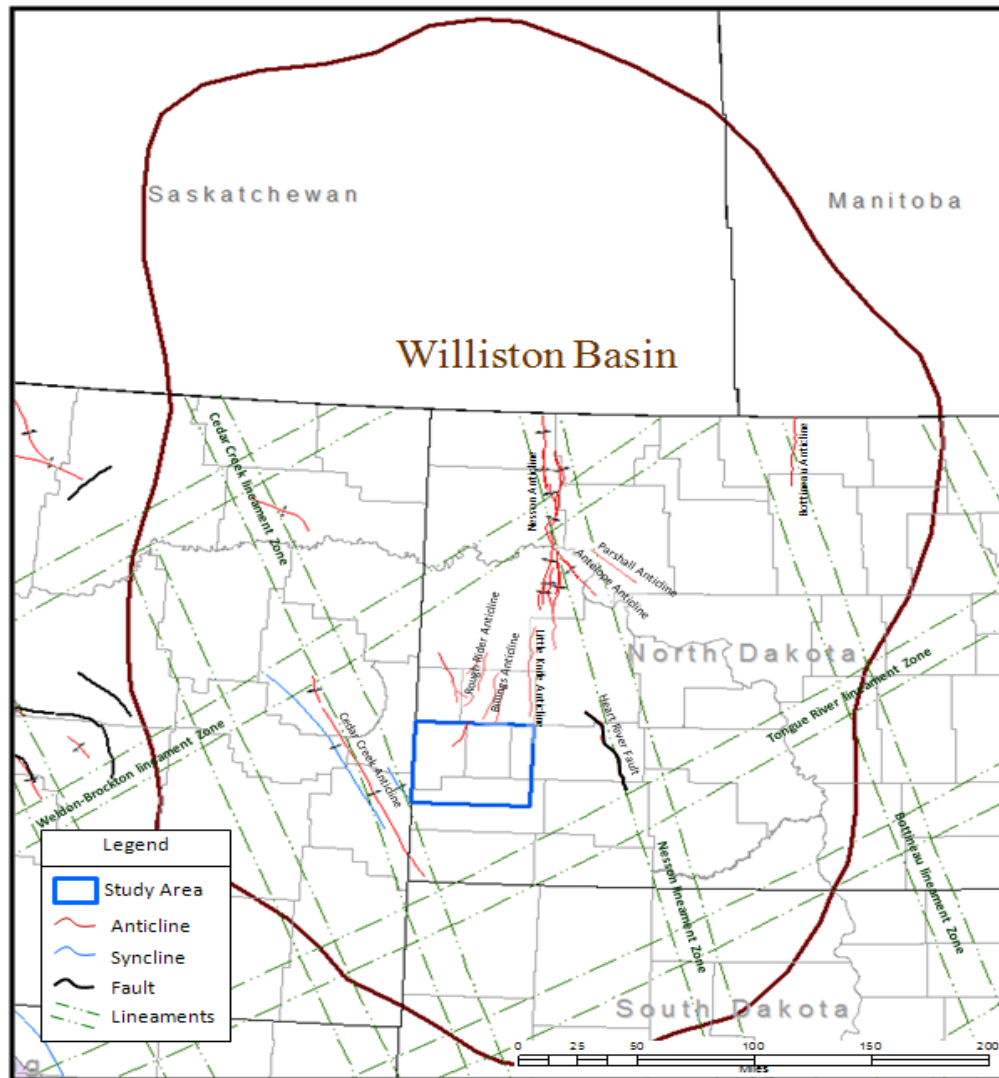 Saskatchewan
Manitoba
Williston Basin
Cedar Creek lineament Zone
Nesson Anticline
Bottineau Anticline
Parshall Anticline
Antelope Anticline
Rough Rider Anticline
Billings Anticline
Little Knife Anticline
North Dakota
Tongue River lineament Zone
Heart River Fault
Cedar Creek Anticline
Weldon-Brockton lineament Zone
Nesson lineament Zone
Bottineau lineament Zone
Legend
Study Area
Anticline
Syncline
Fault
Lineaments
South Dakota
0 25 50 100 150 200
Miles
g